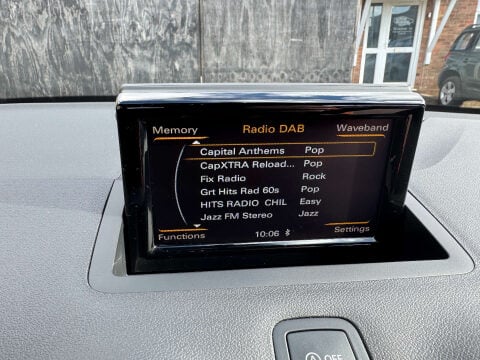 Memory Radio DAB Waveband
Capital Anthems Pop
CapXTRA Reload... Pop
Fix Radio Rock
Grt Hits Rad 60s Pop
HITS RADIO CHIL Easy
Jazz FM Stereo Jazz
Functions 10:06 Settings
OFF